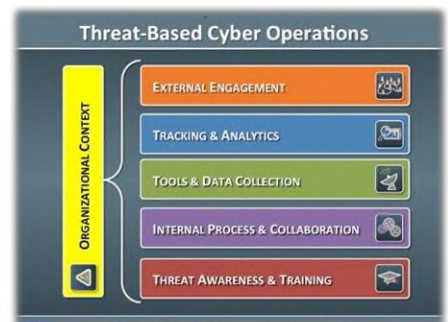 Threat-Based Cyber Operations
ORGANIZATIONAL CONTEXT
EXTERNAL ENGAGEMENT
TRACKING & ANALYTICS
TOOLS & DATA COLLECTION
INTERNAL PROCESS & COLLABORATION
THREAT AWARENESS & TRAINING